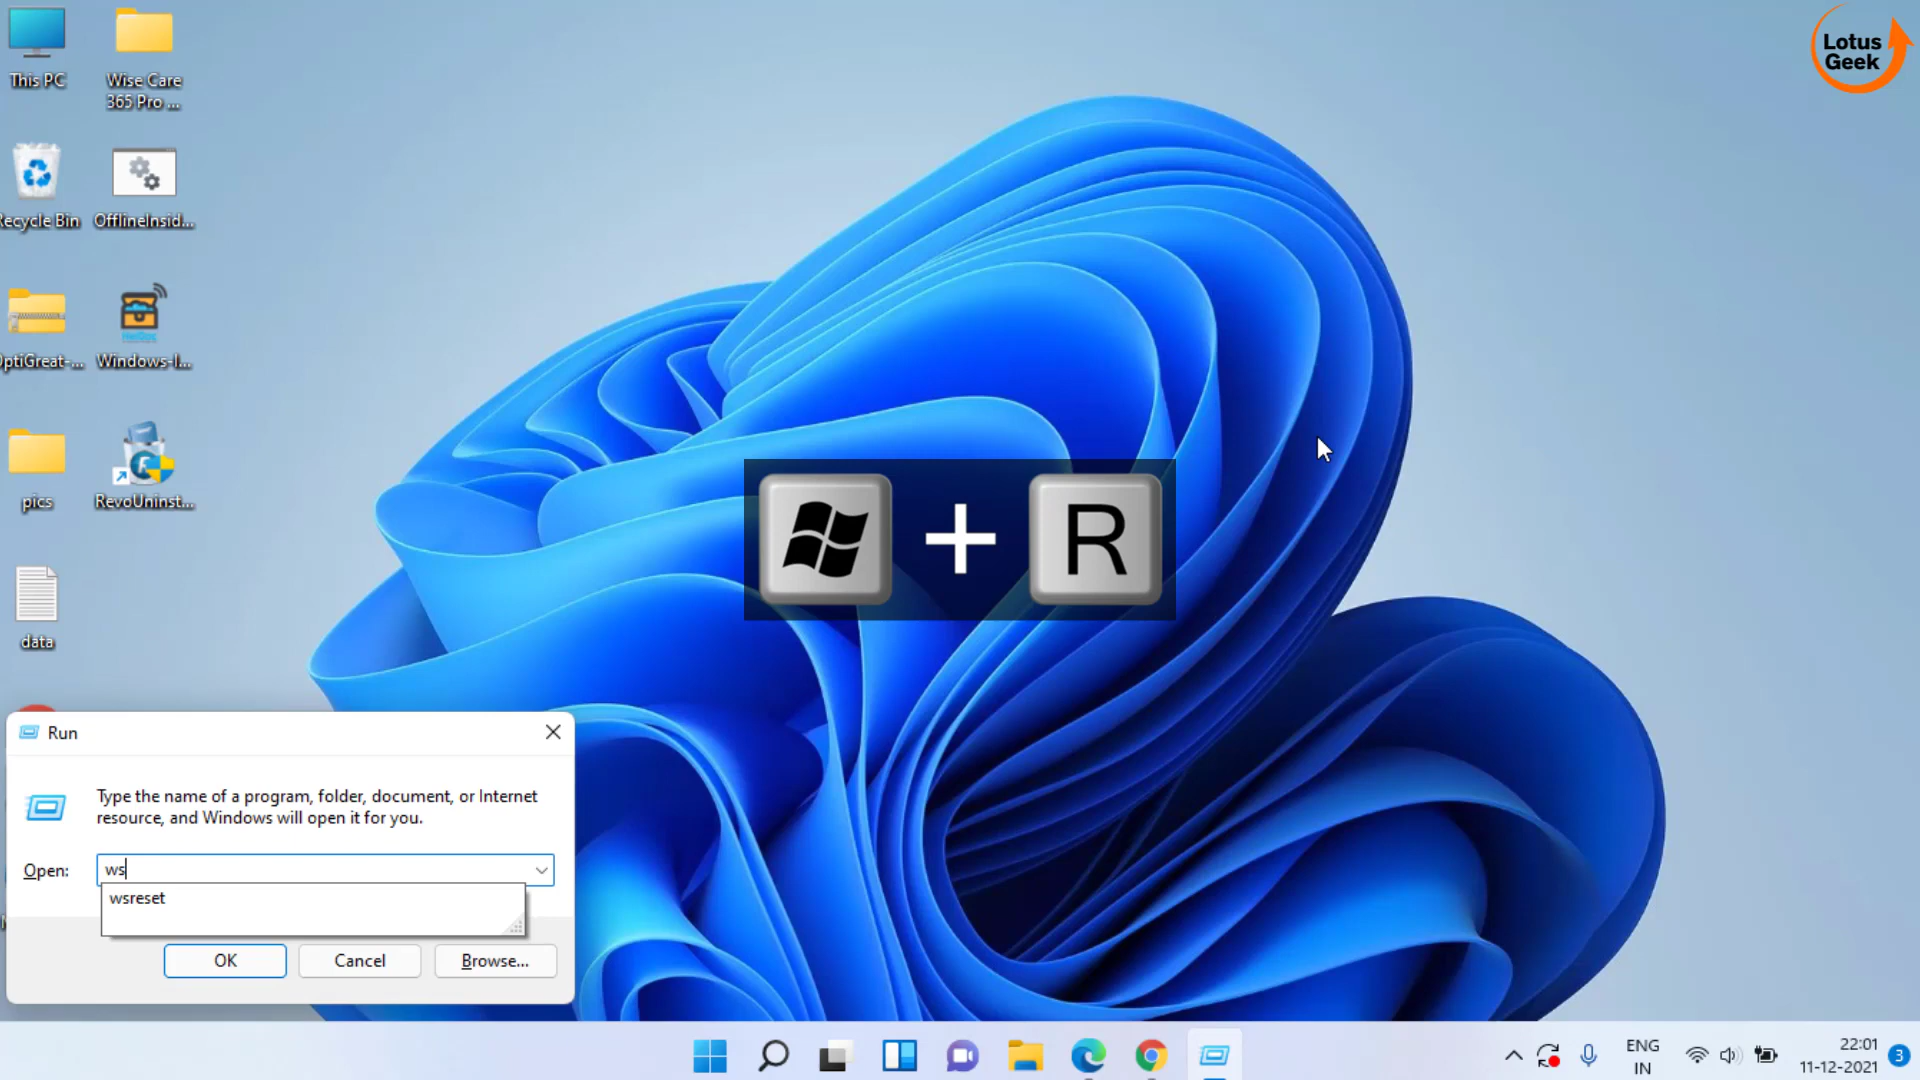 This PC
Wise Care
365 Pro ...
Lotus
Geek
Recycle Bin
OfflineInsid...
OptiGreat-...
Windows-I...
pics
RevoUninst...
data
R
Run
Type the name of a program, folder, document, or Internet
resource, and Windows will open it for you.
Open:
ws
wsreset
OK
Cancel
Browse...
ENG
IN
22:01
11-12-2021
3